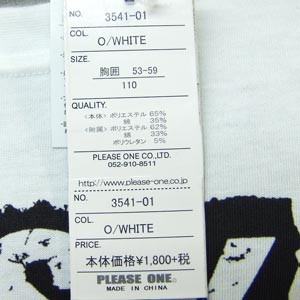 NO. 3541-01
COL.
O/WHITE
SIZE.
胸囲 53-59
110
QUALITY.
<本体> ポリエステル 65%
綿 35%
<附属> ポリエステル 62%
綿 33%
ポリウレタン 5%
PLEASE ONE CO.,LTD.
052-910-8511
http://www.please-one.co.jp
NO. 3541-01
COL.
O/WHITE
PRICE.
本体価格¥1,800+税
PLEASE ONE®
MADE IN CHINA